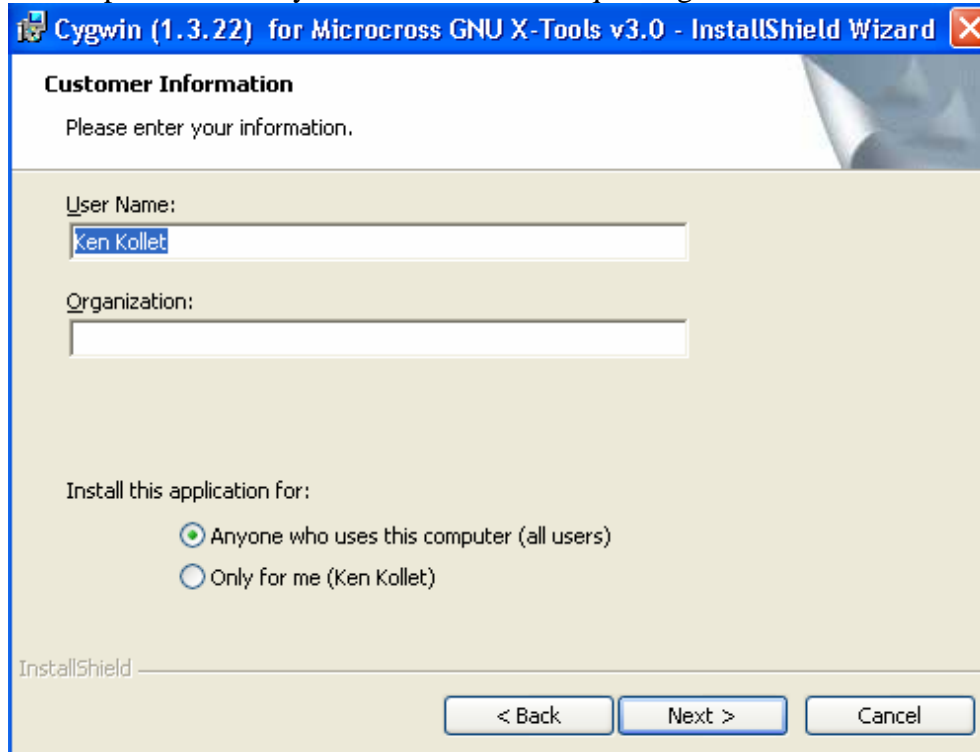 Cygwin (1.3.22) for Microcross GNU X-Tools v3.0 - InstallShield Wizard
Customer Information
Please enter your information.
User Name:
Ken Kollet
Organization:
Install this application for:
Anyone who uses this computer (all users)
Only for me (Ken Kollet)
InstallShield
< Back Next > Cancel